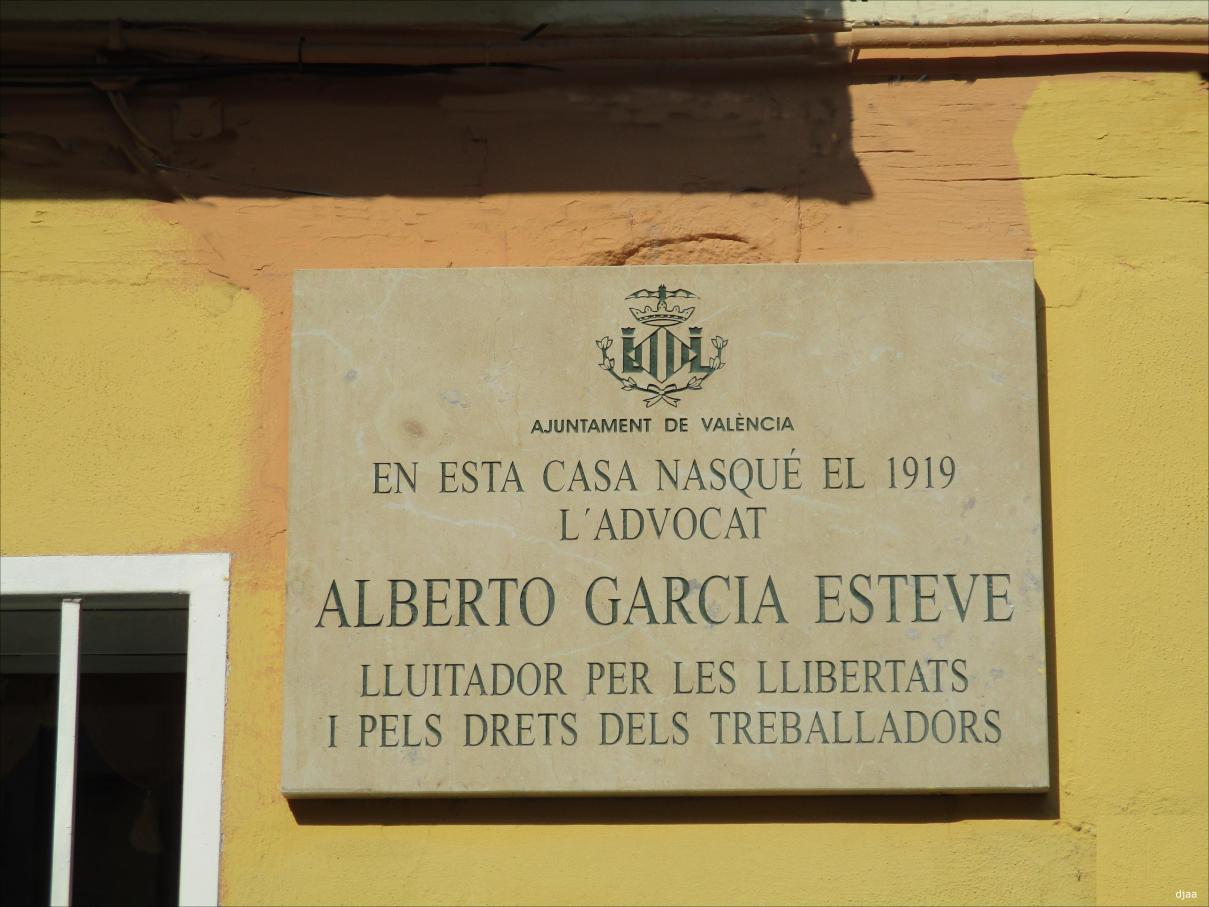 AJUNTAMENT DE VALÈNCIA
EN ESTA CASA NASQUÉ EL 1919
L´ADVOCAT
ALBERTO GARCIA ESTEVE
LLUITADOR PER LES LLIBERTATS
I PELS DRETS DELS TREBALLADORS
djaa